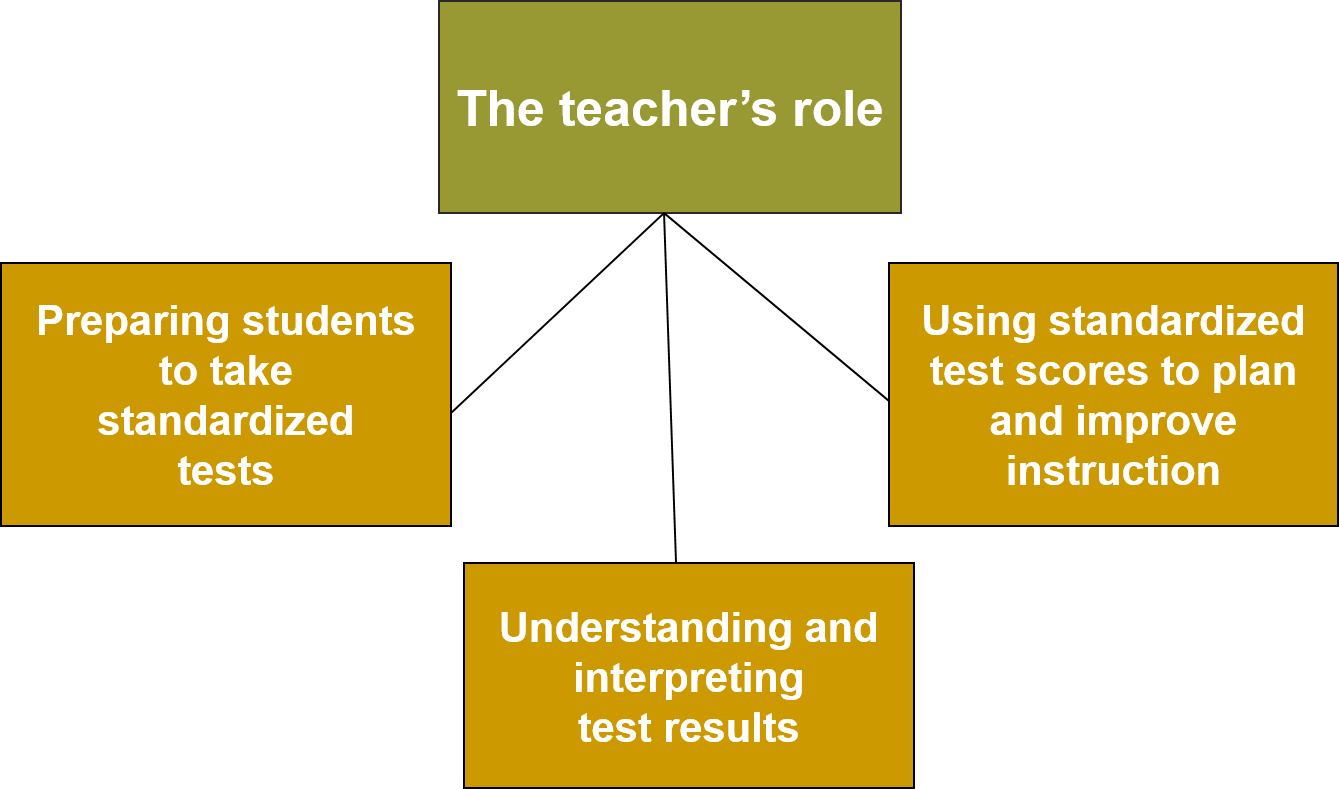 The teacher’s role
Preparing students
to take
standardized
tests
Using standardized
test scores to plan
and improve
instruction
Understanding and
interpreting
test results